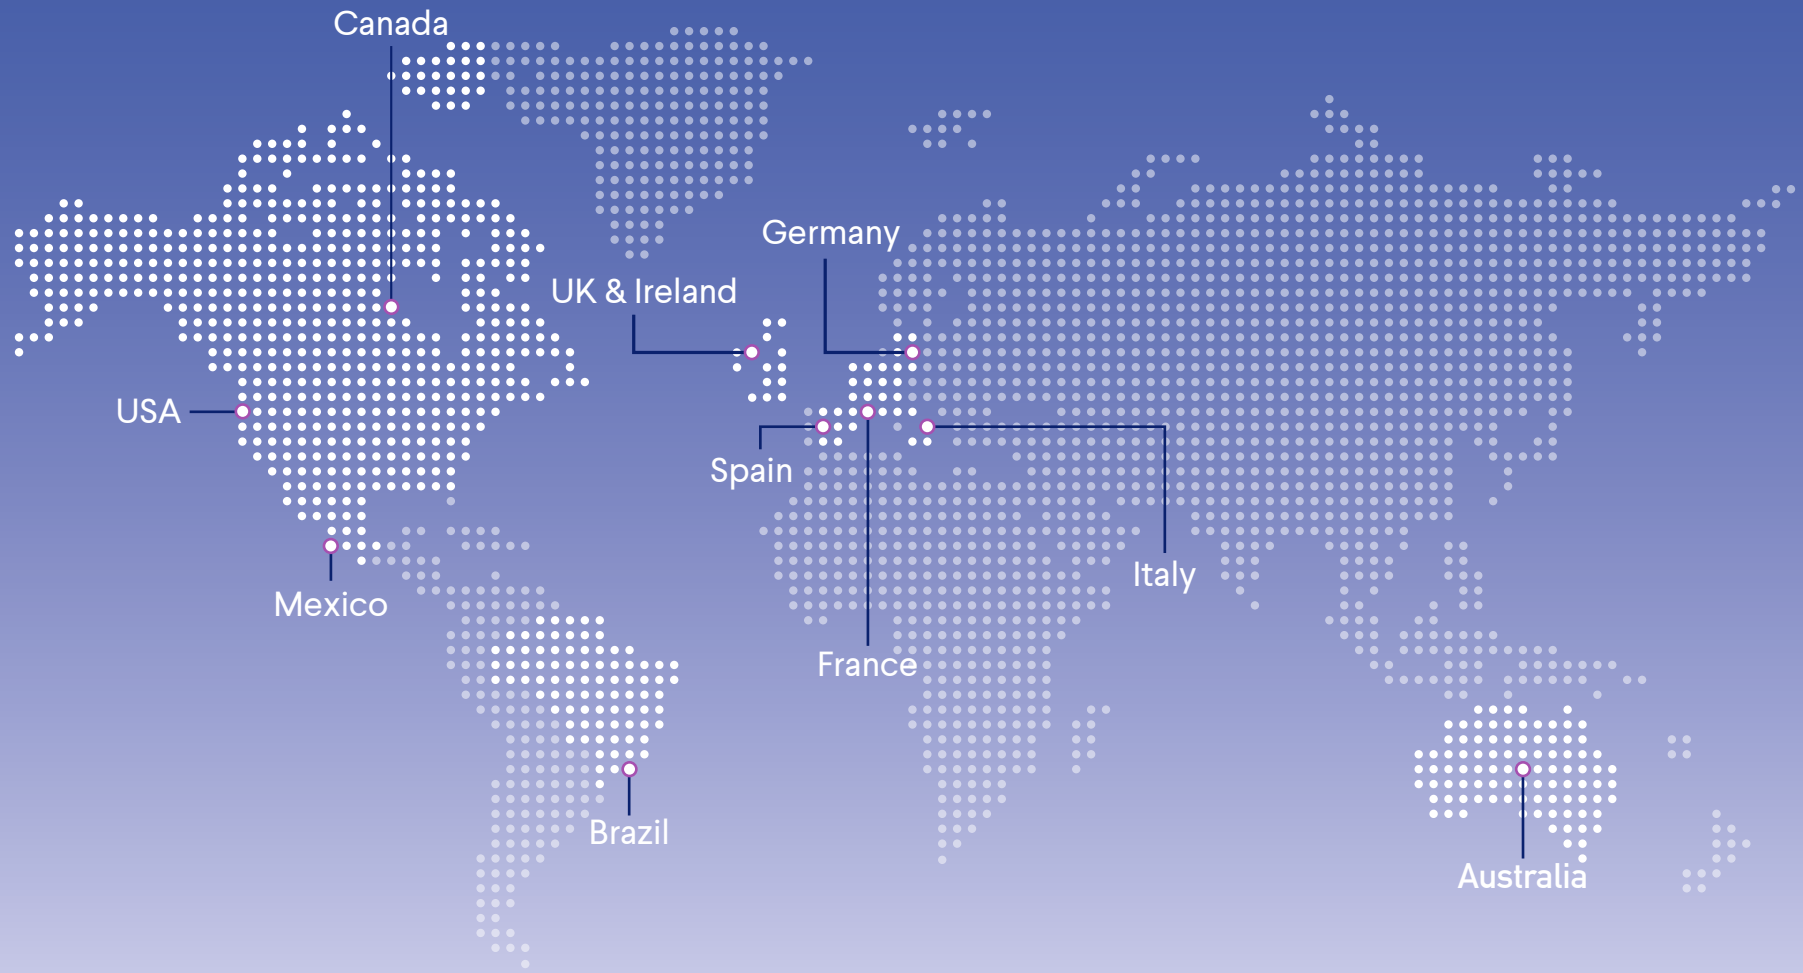 Canada
Germany
UK & Ireland
USA
Spain
Italy
Mexico
France
Brazil
Australia